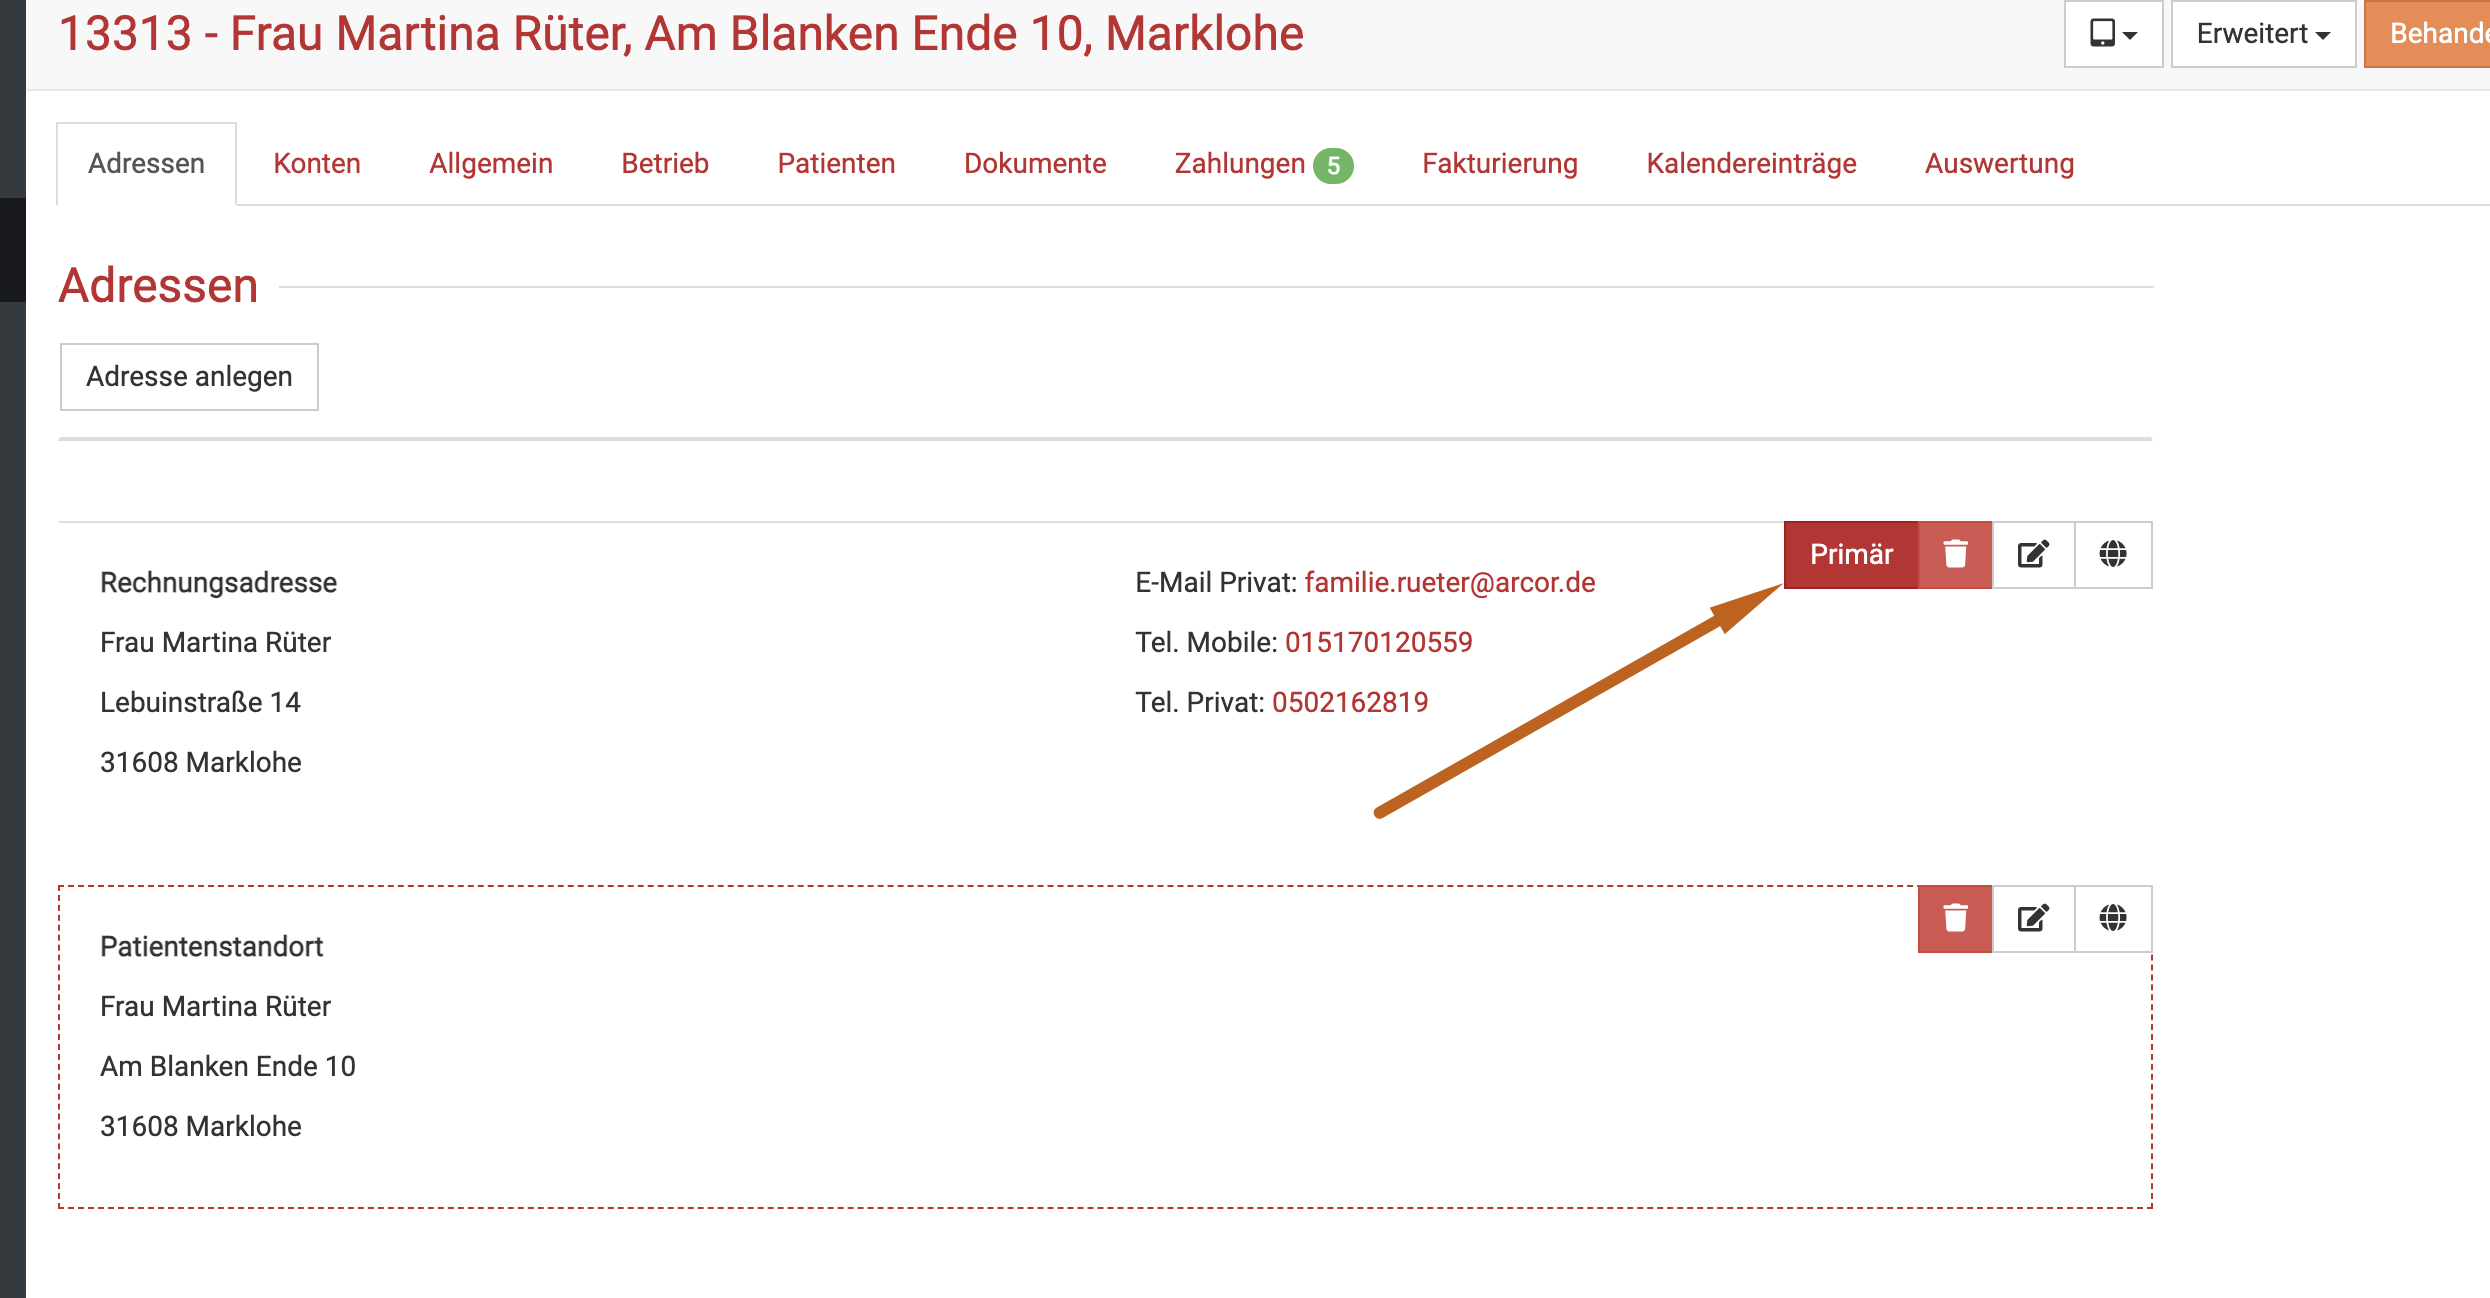 13313 - Frau Martina Rüter, Am Blanken Ende 10, Marklohe
Erweitert
Adressen Konten Allgemein Betrieb Patienten Dokumente Zahlungen 5 Fakturierung Kalendereinträge Auswertung
Adressen
Adresse anlegen
Primär
Rechnungsadresse
Frau Martina Rüter
Lebuinstraße 14
31608 Marklohe
E-Mail Privat: familie.rueter@arcor.de
Tel. Mobile: 015170120559
Tel. Privat: 0502162819
Patientenstandort
Frau Martina Rüter
Am Blanken Ende 10
31608 Marklohe